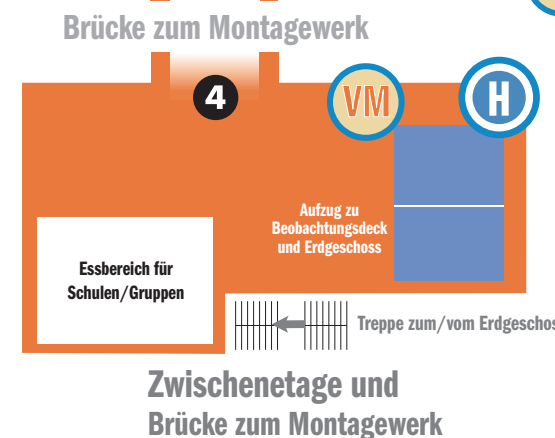 Brücke zum Montagewerk
4
VM
H
Aufzug zu
Beobachtungsdeck
und Erdgeschoss
Essbereich für
Schulen/Gruppen
Treppe zum/vom Erdgeschos
Zwischenetage und
Brücke zum Montagewerk